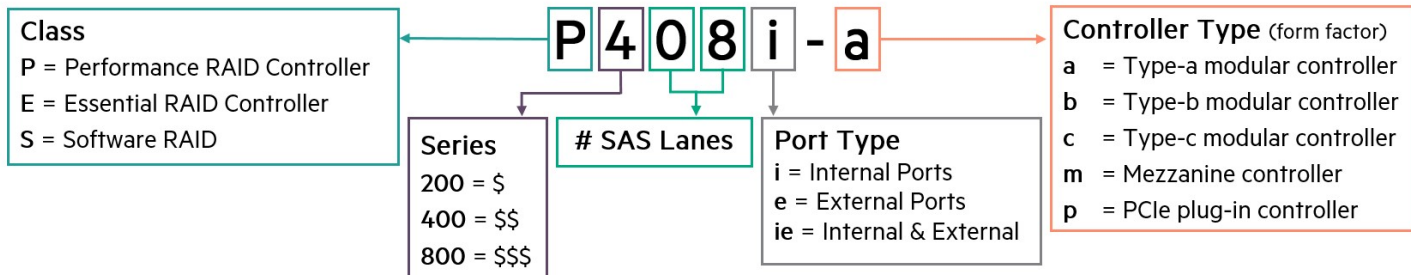 P408i-a
Class
P = Performance RAID Controller
E = Essential RAID Controller
S = Software RAID
Series
200 = $
400 = $$
800 = $$$
# SAS Lanes
Port Type
i = Internal Ports
e = External Ports
ie = Internal & External
Controller Type (form factor)
a = Type-a modular controller
b = Type-b modular controller
c = Type-c modular controller
m = Mezzanine controller
p = PCIe plug-in controller